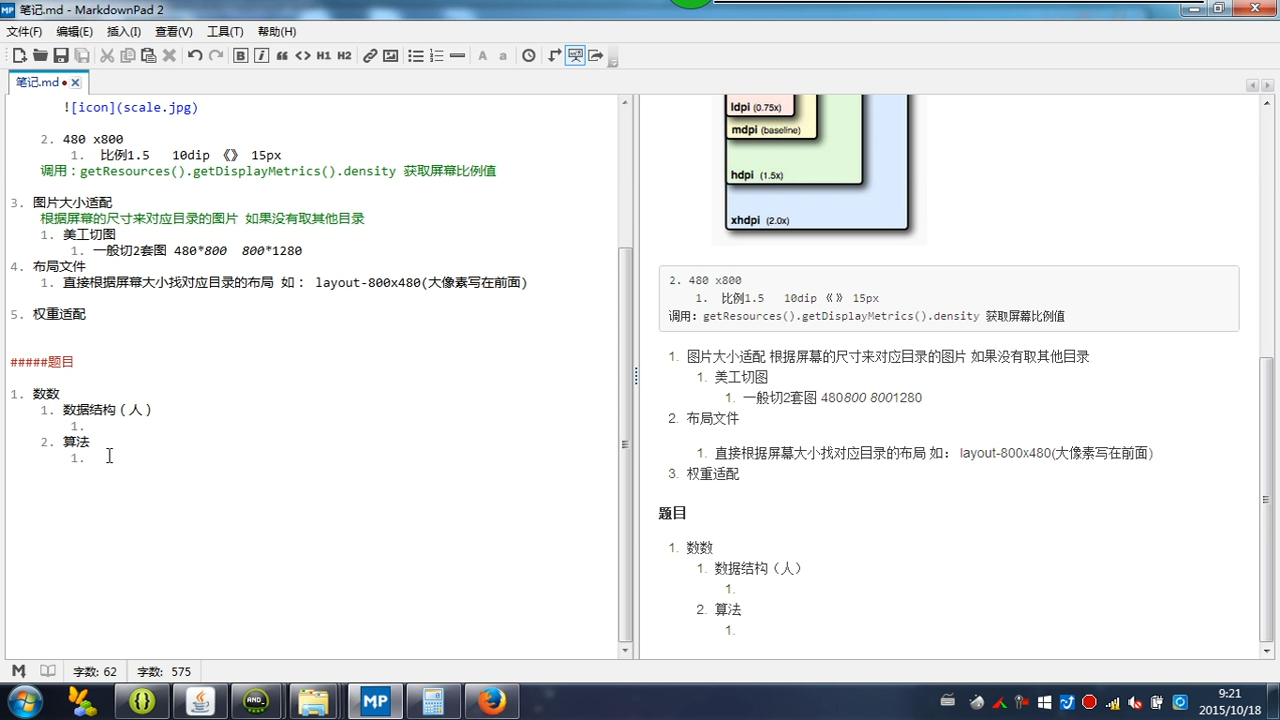 笔记.md - MarkdownPad 2
文件(F) 编辑(E) 插入(I) 查看(V) 工具(T) 帮助(H)
B i “ <> H1 H2 A a
笔记.md
![icon](scale.jpg)
2. 480 x800
1. 比例1.5 10dip 《》 15px
调用：getResources().getDisplayMetrics().density 获取屏幕比例值
3. 图片大小适配
根据屏幕的尺寸来对应目录的图片 如果没有取其他目录
1. 美工切图
1. 一般切2套图 480*800 800*1280
4. 布局文件
1. 直接根据屏幕大小找对应目录的布局 如： layout-800x480(大像素写在前面)
5. 权重适配
#####题目
1. 数数
1. 数据结构（人）
1.
2. 算法
1.
ldpi (0.75x)
mdpi (baseline)
hdpi (1.5x)
xhdpi (2.0x)
2. 480 x800
1. 比例1.5 10dip 《》 15px
调用：getResources().getDisplayMetrics().density 获取屏幕比例值
1. 图片大小适配 根据屏幕的尺寸来对应目录的图片 如果没有取其他目录
1. 美工切图
1. 一般切2套图 480800 8001280
2. 布局文件
1. 直接根据屏幕大小找对应目录的布局 如： layout-800x480(大像素写在前面)
3. 权重适配
题目
1. 数数
1. 数据结构（人）
1.
2. 算法
1.
字数: 62 字数: 575
MP
9:21
2015/10/18